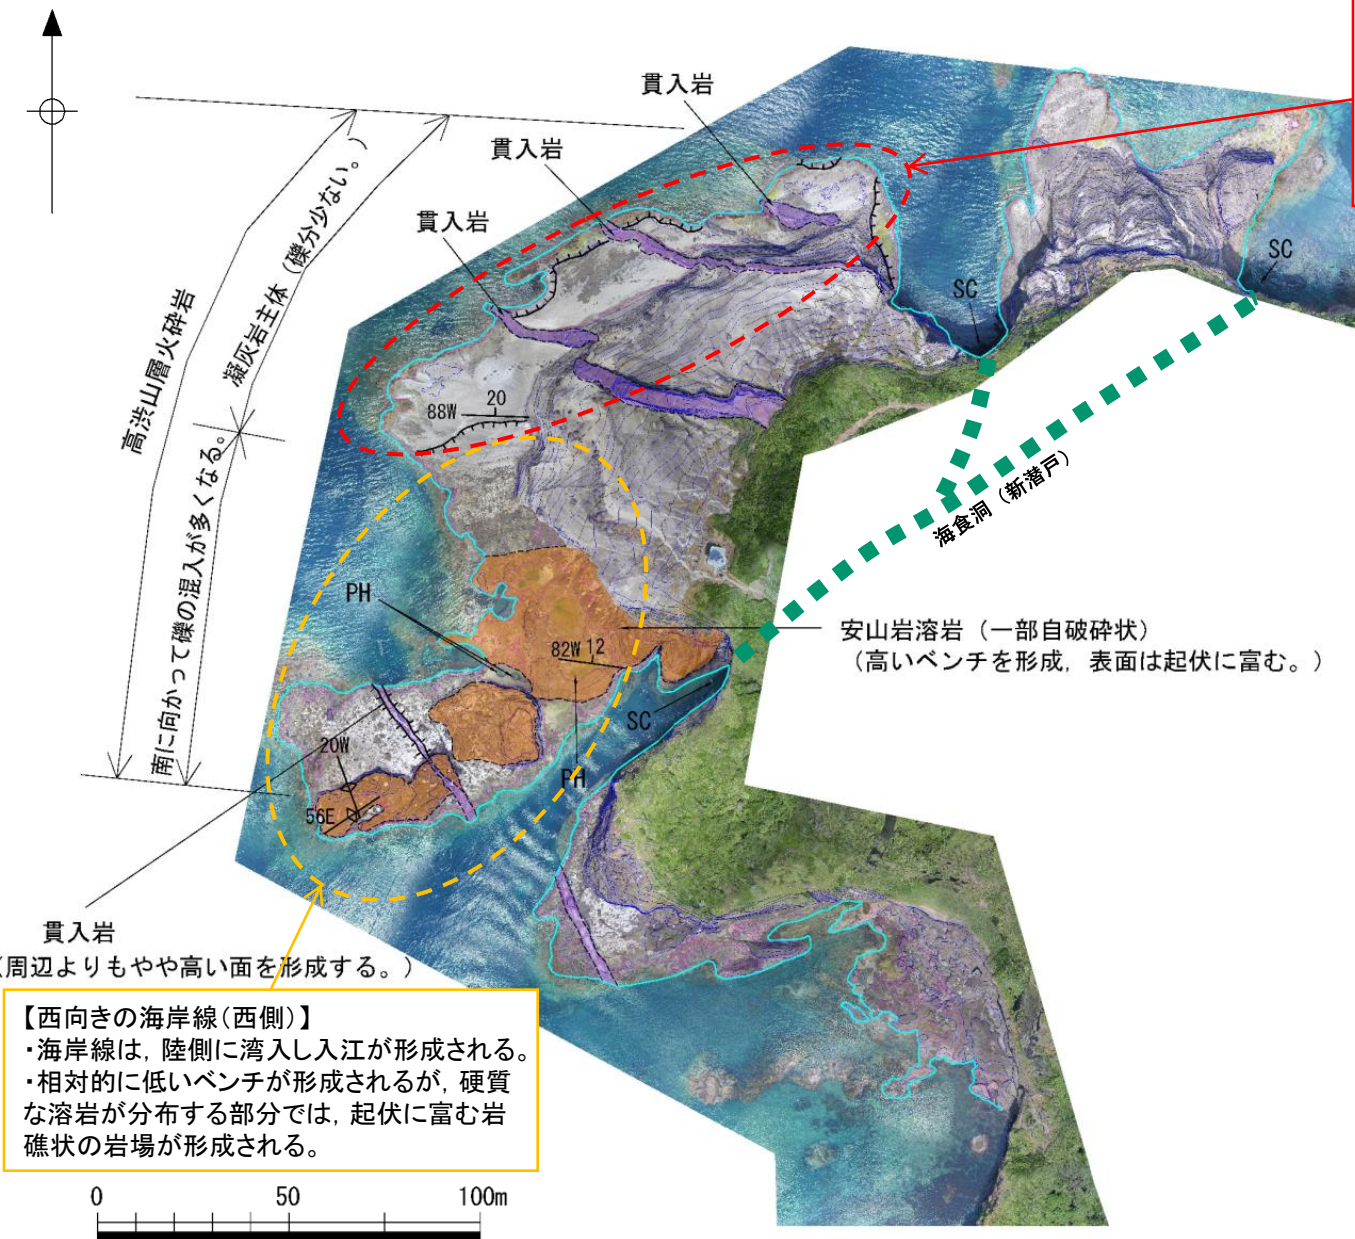 貫入岩
貫入岩
貫入岩
高渋山層火砕岩
凝灰岩主体（礫分少ない。）
南に向かって礫の混入が多くなる。
SC
SC
20
88W
海食洞（新潜戸）
PH
82W 12
安山岩溶岩（一部自破砕状）
（高いベンチを形成，表面は起伏に富む。）
SC
20W
PH
56E
貫入岩
（周辺よりもやや高い面を形成する。）
【西向きの海岸線（西側）】
・海岸線は，陸側に湾入し入江が形成される。
・相対的に低いベンチが形成されるが，硬質
な溶岩が分布する部分では，起伏に富む岩
礁状の岩場が形成される。
0 50 100m